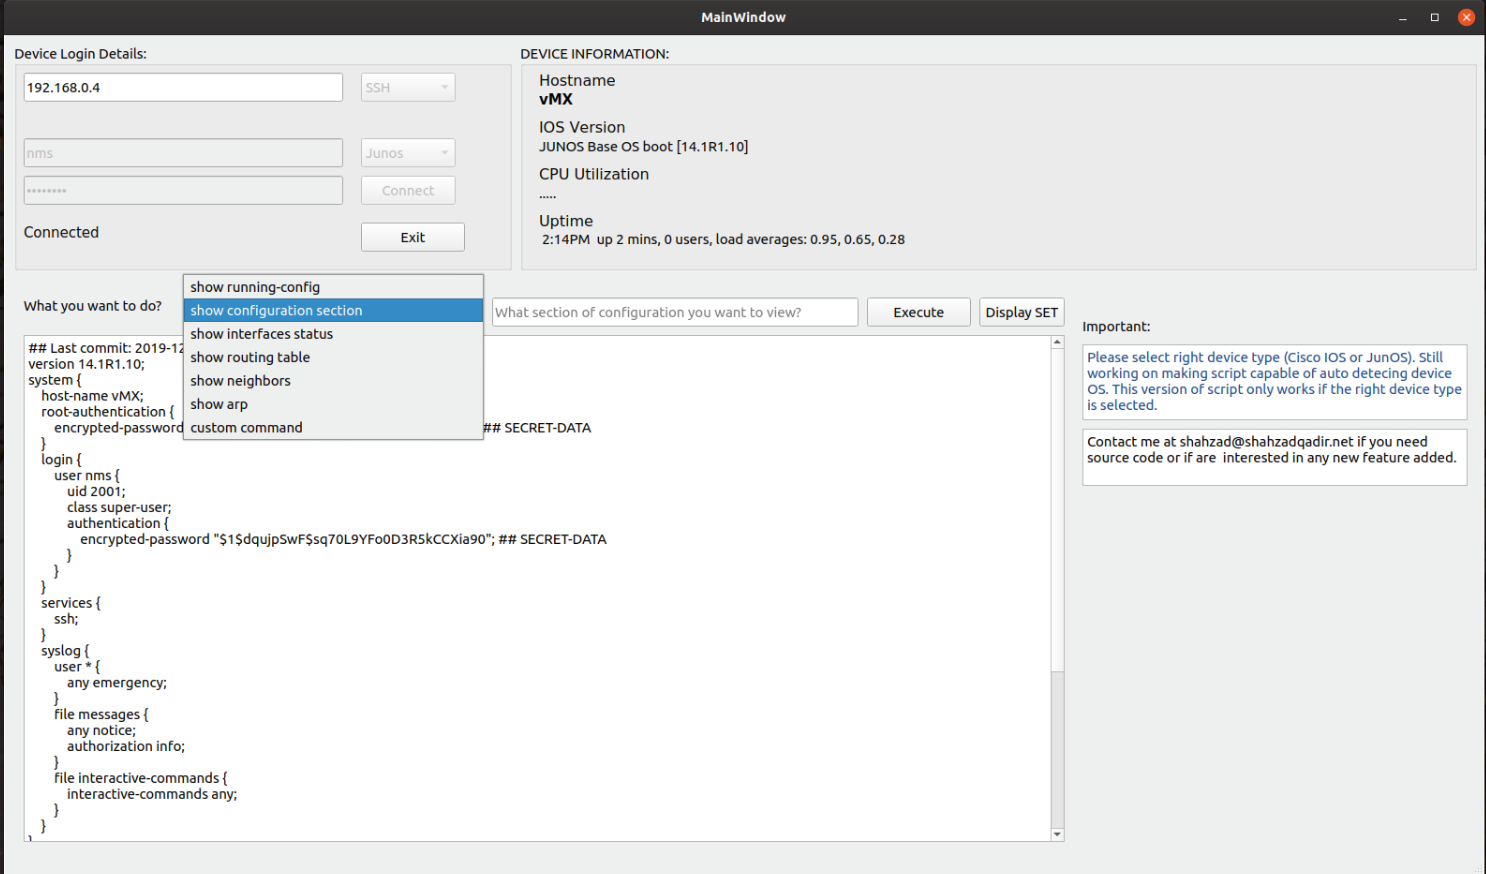 MainWindow
Device Login Details:
192.168.0.4
SSH
nms
Junos
••••••••
Connect
Connected
Exit
DEVICE INFORMATION:
Hostname
vMX
IOS Version
JUNOS Base OS boot [14.1R1.10]
CPU Utilization
.....
Uptime
2:14PM  up 2 mins, 0 users, load averages: 0.95, 0.65, 0.28
What you want to do?
show running-config
show configuration section
show interfaces status
show routing table
show neighbors
show arp
custom command
What section of configuration you want to view?
Execute
Display SET
## Last commit: 2019-12
version 14.1R1.10;
system {
    host-name vMX;
    root-authentication {
        encrypted-password ## SECRET-DATA
    }
    login {
        user nms {
            uid 2001;
            class super-user;
            authentication {
                encrypted-password "$1$dqujpSwF$sq70L9YFo0D3R5kCCXia90"; ## SECRET-DATA
            }
        }
    }
    services {
        ssh;
    }
    syslog {
        user * {
            any emergency;
        }
        file messages {
            any notice;
            authorization info;
        }
        file interactive-commands {
            interactive-commands any;
        }
    }
}
Important:
Please select right device type (Cisco IOS or JunOS). Still
working on making script capable of auto detecing device
OS. This version of script only works if the right device type
is selected.
Contact me at shahzad@shahzadqadir.net if you need
source code or if are  interested in any new feature added.